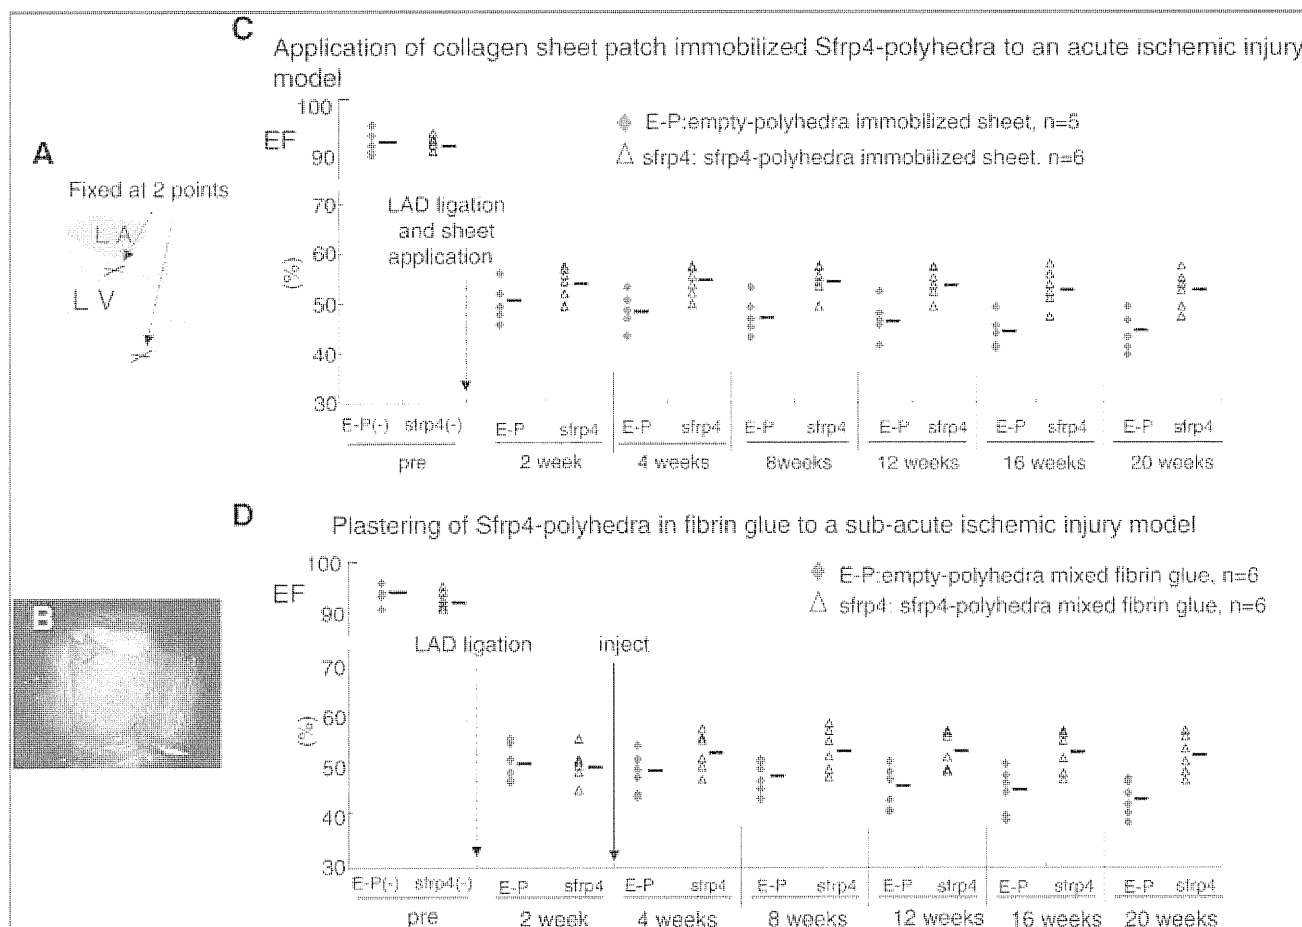 A
Fixed at 2 points
L A
L V
B
C
Application of collagen sheet patch immobilized Sfrp4-polyhedra to an acute ischemic injury
model
EF
(%)
100
90
70
60
50
40
30
E-P:empty-polyhedra immobilized sheet, n=5
sfrp4: sfrp4-polyhedra immobilized sheet. n=6
LAD ligation
and sheet
application
E-P(-) sfrp4(-)
pre
E-P sfrp4
2 week
E-P sfrp4
4 weeks
E-P sfrp4
8weeks
E-P sfrp4
12 weeks
E-P sfrp4
16 weeks
E-P sfrp4
20 weeks
D
Plastering of Sfrp4-polyhedra in fibrin glue to a sub-acute ischemic injury model
EF
(%)
100
90
70
60
50
40
30
E-P:empty-polyhedra mixed fibrin glue, n=6
sfrp4: sfrp4-polyhedra mixed fibrin glue, n=6
LAD ligation
inject
E-P(-) sfrp4(-)
pre
E-P sfrp4
2 week
E-P sfrp4
4 weeks
E-P sfrp4
8 weeks
E-P sfrp4
12 weeks
E-P sfrp4
16 weeks
E-P sfrp4
20 weeks